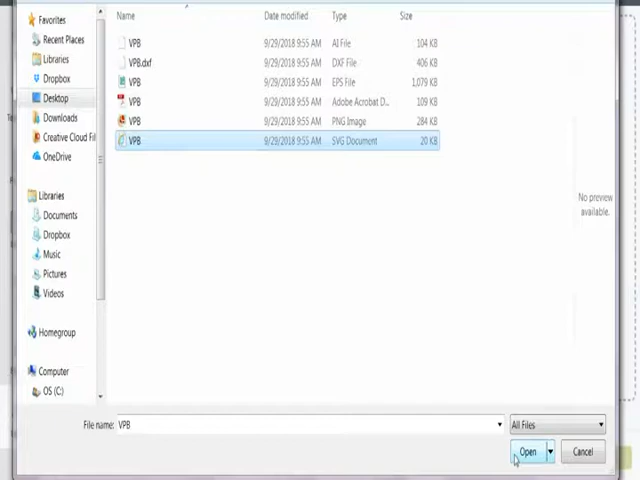 Name Date modified Type Size
Favorites
Recent Places
Libraries
Dropbox
Desktop
Downloads
Creative Cloud Fil
OneDrive
Libraries
Documents
Dropbox
Music
Pictures
Videos
Homegroup
Computer
OS (C:)
VPB 9/29/2018 9:55 AM AI File 104 KB
VPB.dxf 9/29/2018 9:55 AM DXF File 406 KB
VPB 9/29/2018 9:55 AM EPS File 1,079 KB
VPB 9/29/2018 9:55 AM Adobe Acrobat D... 109 KB
VPB 9/29/2018 9:55 AM PNG Image 284 KB
VPB 9/29/2018 9:55 AM SVG Document 20 KB
No preview
available.
File name: VPB All Files
Open Cancel